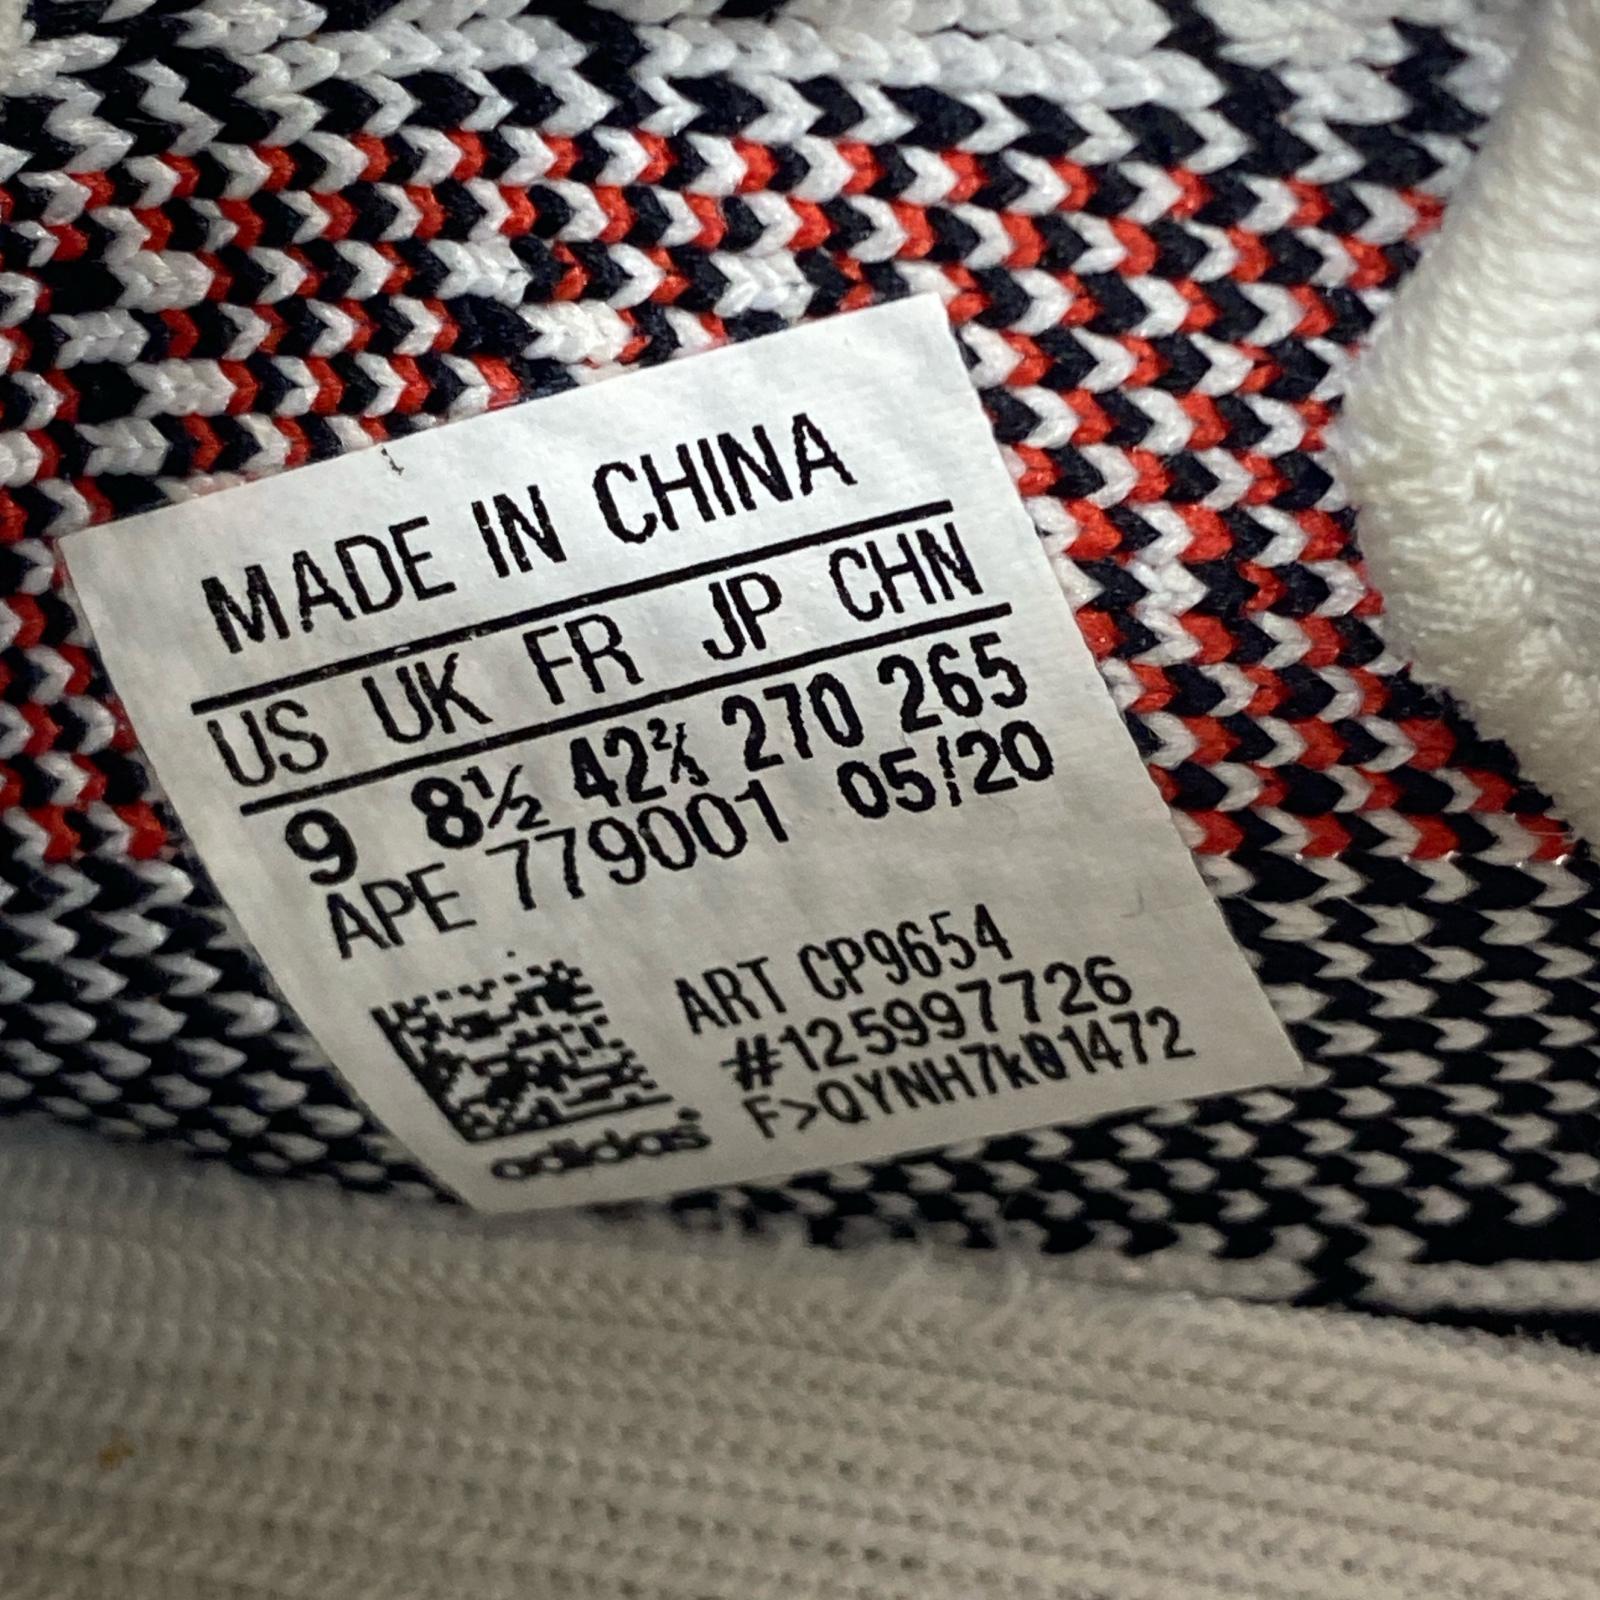 MADE IN CHINA
US UK FR JP CHN
9 8½ 42⅔ 270 265
APE 779001 05/20
ART CP9654
#125997726
F>QYNH7k01472
adidas